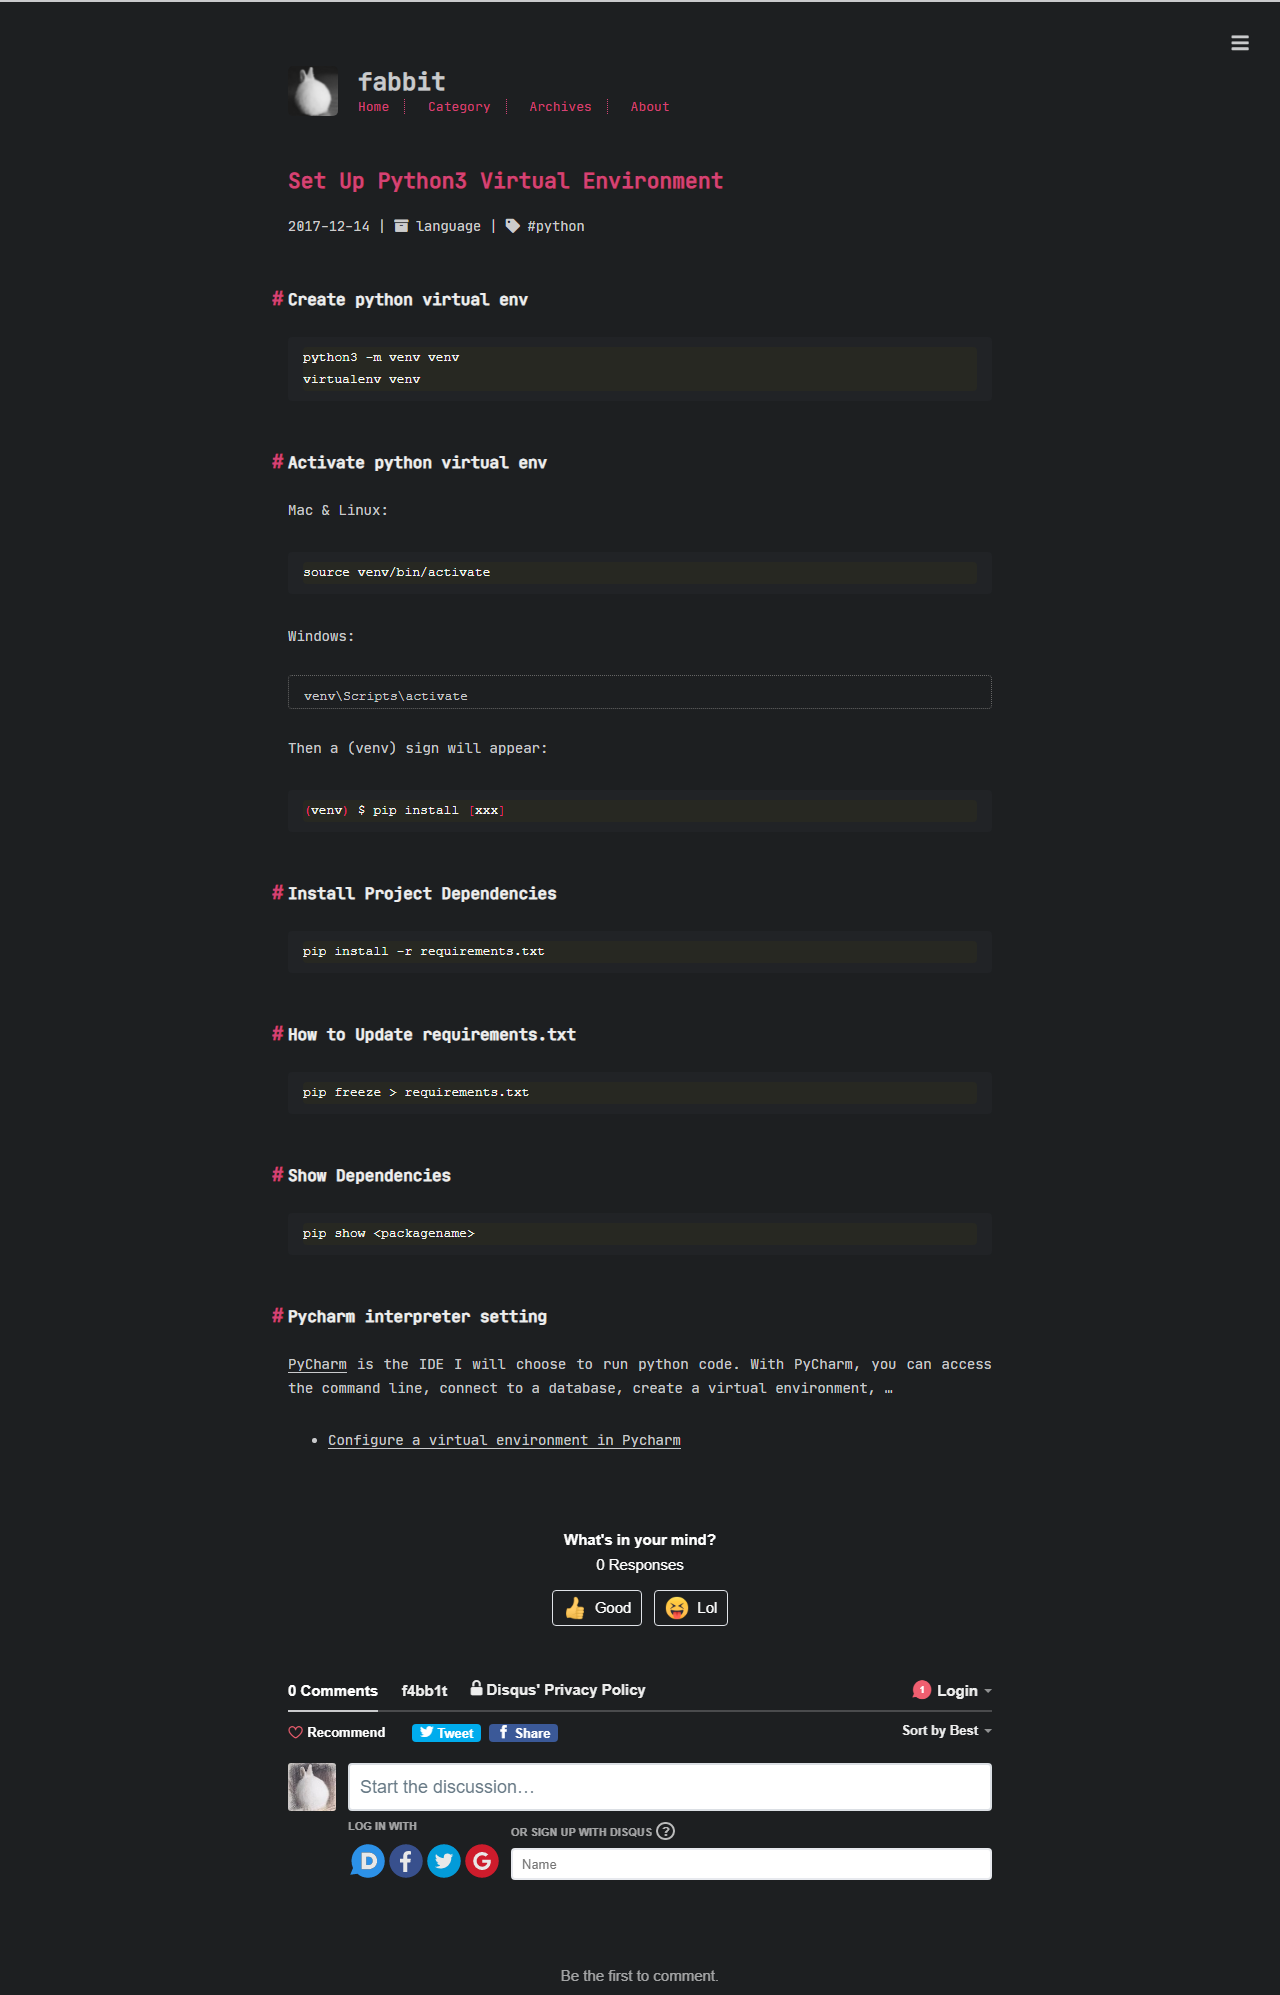 fabbit
Home Category Archives About
Set Up Python3 Virtual Environment
2017-12-14 | language | #python
# Create python virtual env
python3 -m venv venv
virtualenv venv
# Activate python virtual env
Mac & Linux:
source venv/bin/activate
Windows:
venv\Scripts\activate
Then a (venv) sign will appear:
(venv) $ pip install [xxx]
# Install Project Dependencies
pip install -r requirements.txt
# How to Update requirements.txt
pip freeze > requirements.txt
# Show Dependencies
pip show <packagename>
# Pycharm interpreter setting
PyCharm is the IDE I will choose to run python code. With PyCharm, you can access
the command line, connect to a database, create a virtual environment, …
• Configure a virtual environment in Pycharm
What's in your mind?
0 Responses
Good Lol
0 Comments f4bb1t Disqus' Privacy Policy 1 Login
Recommend Tweet Share Sort by Best
Start the discussion…
LOG IN WITH
OR SIGN UP WITH DISQUS ?
Name
Be the first to comment.